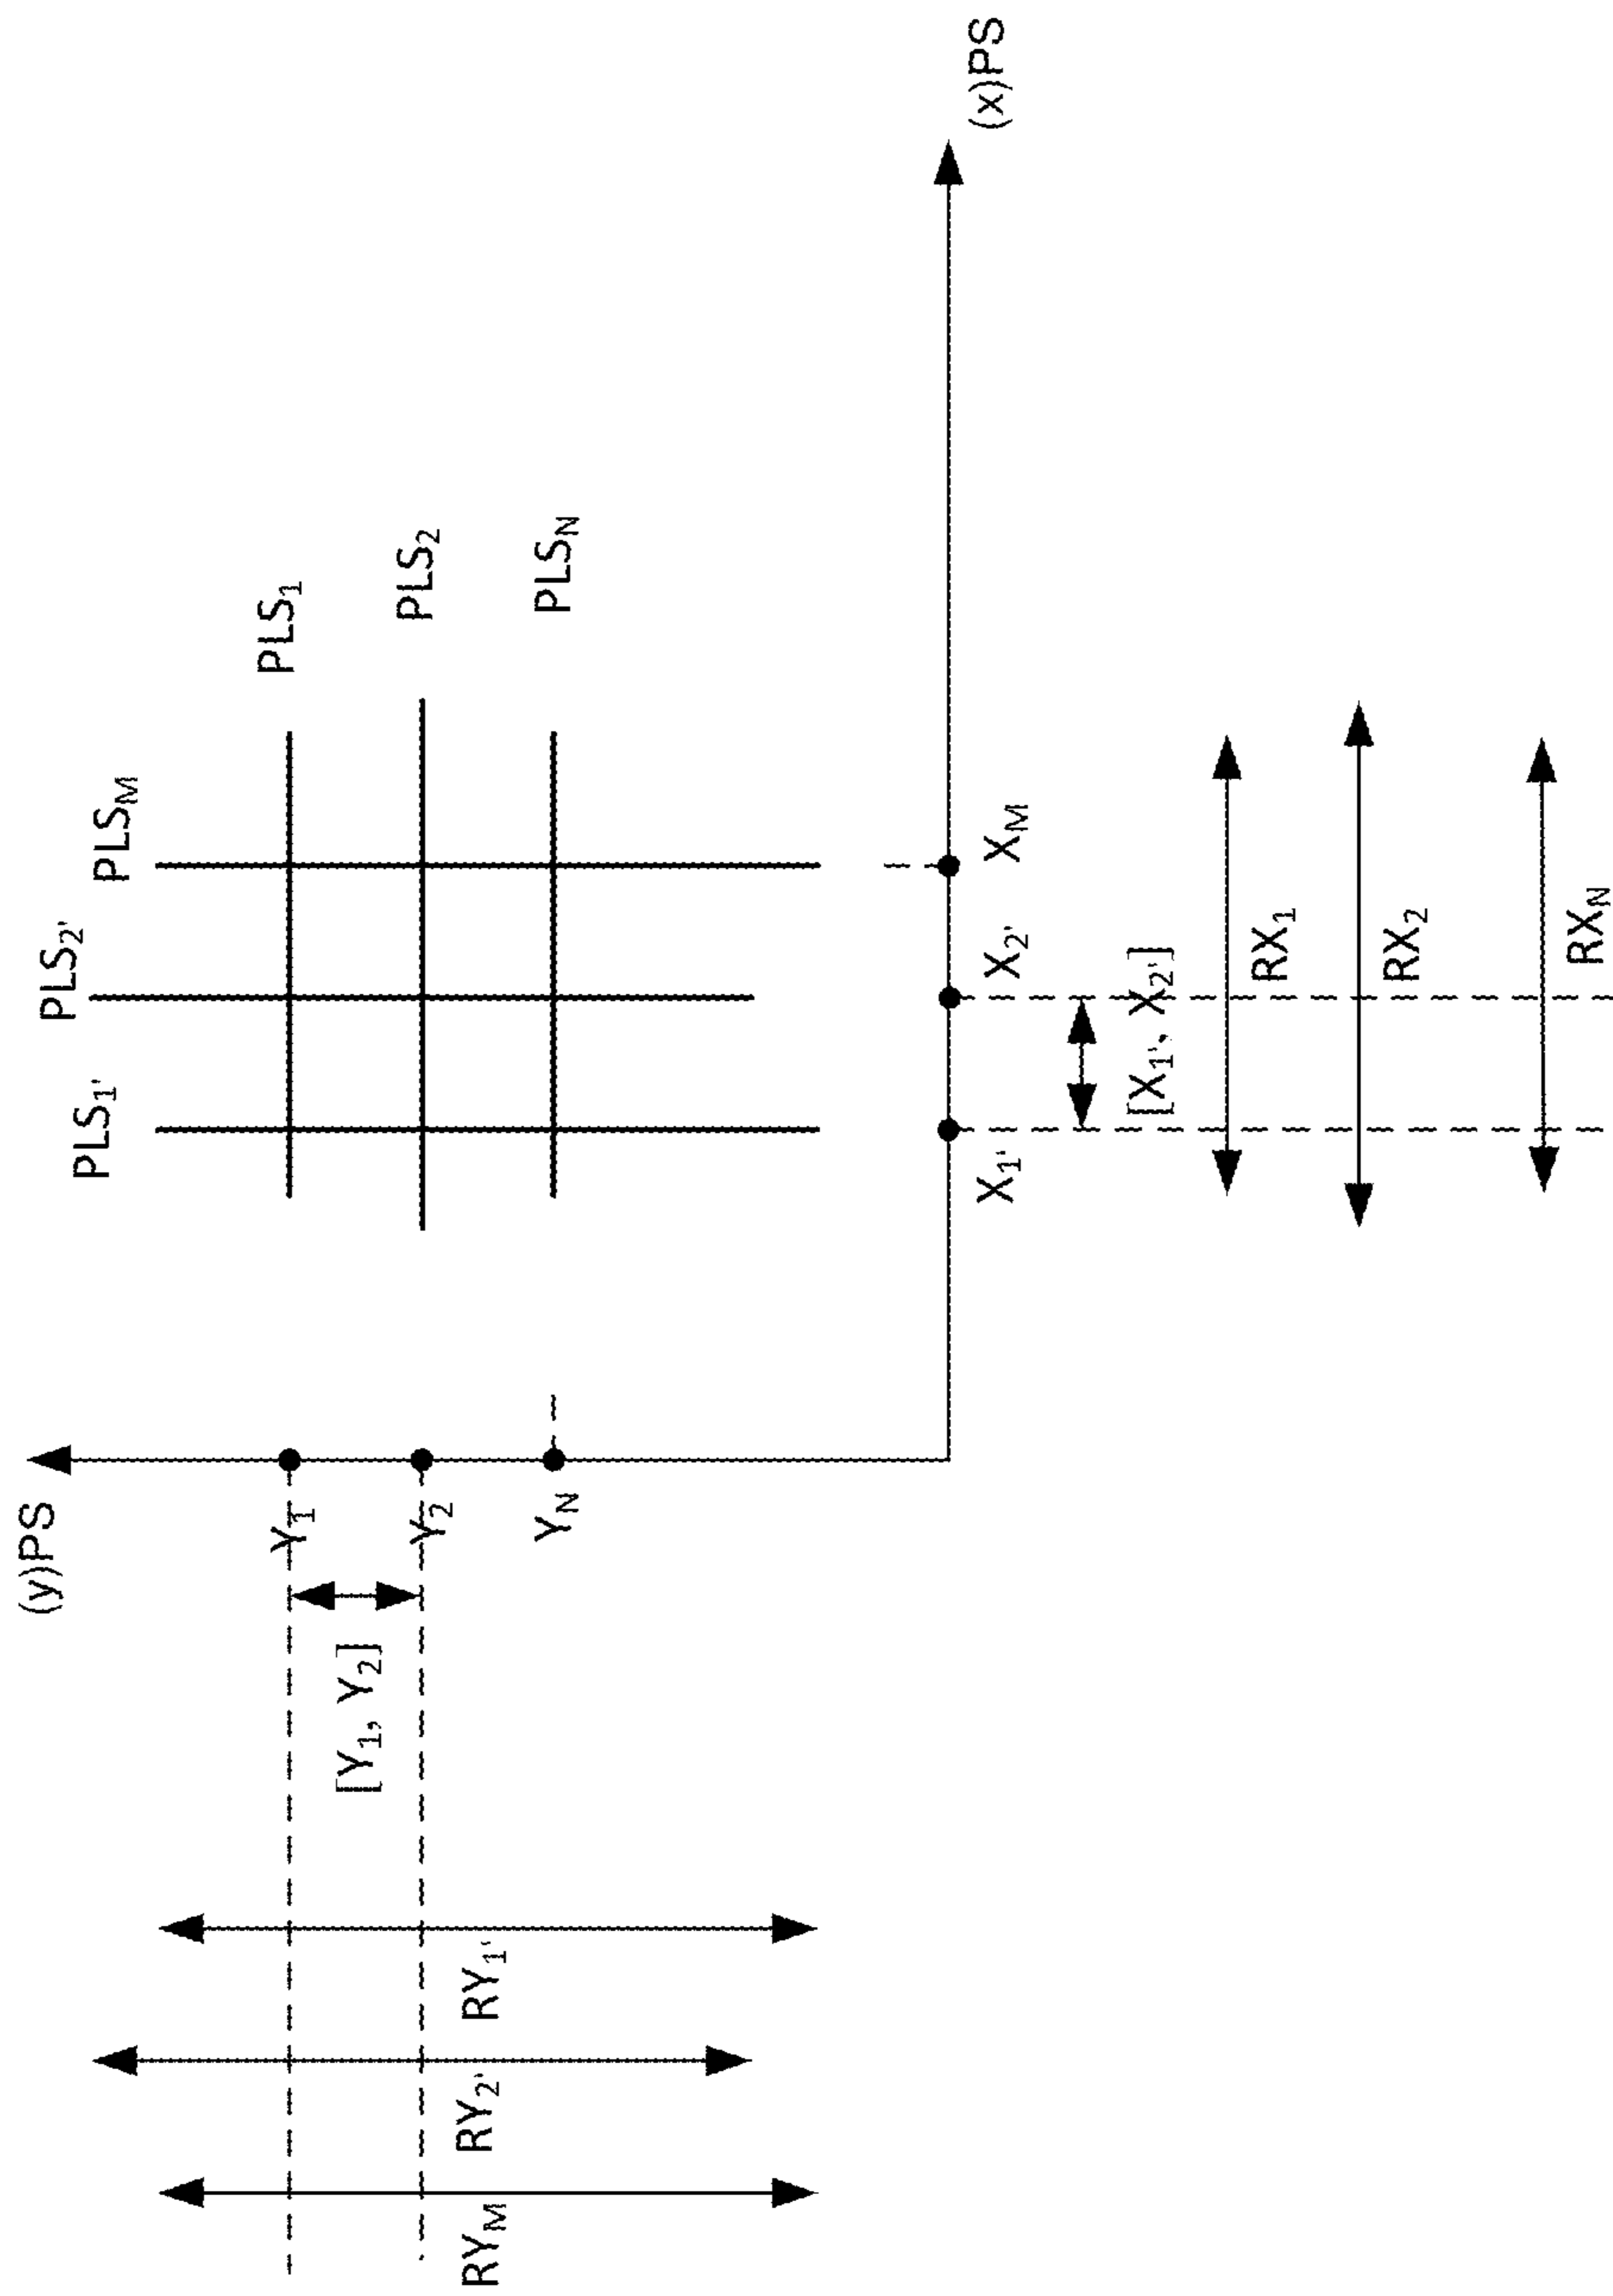 (y)PS
PLS1'
PLS2'
PLSM
PLS1
PLS2
PLSN
Y1
Y2
YN
[Y1, Y2]
RYM
RY2'
RY1'
X1'
X2'
XM
(x)PS
[X1', X2']
RX1
RX2
RXN